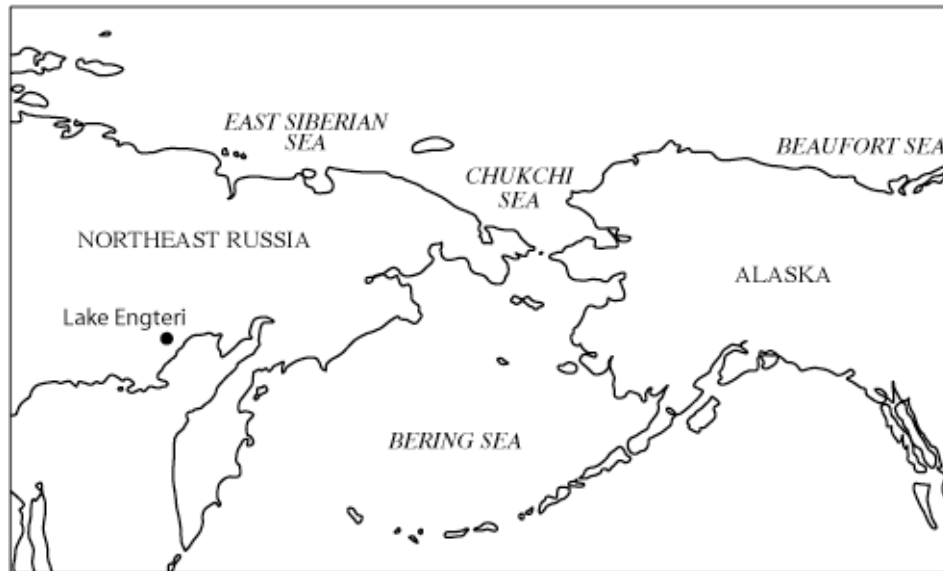 EAST SIBERIAN
SEA
BEAUFORT SEA
CHUKCHI
SEA
NORTHEAST RUSSIA
ALASKA
Lake Engteri
BERING SEA